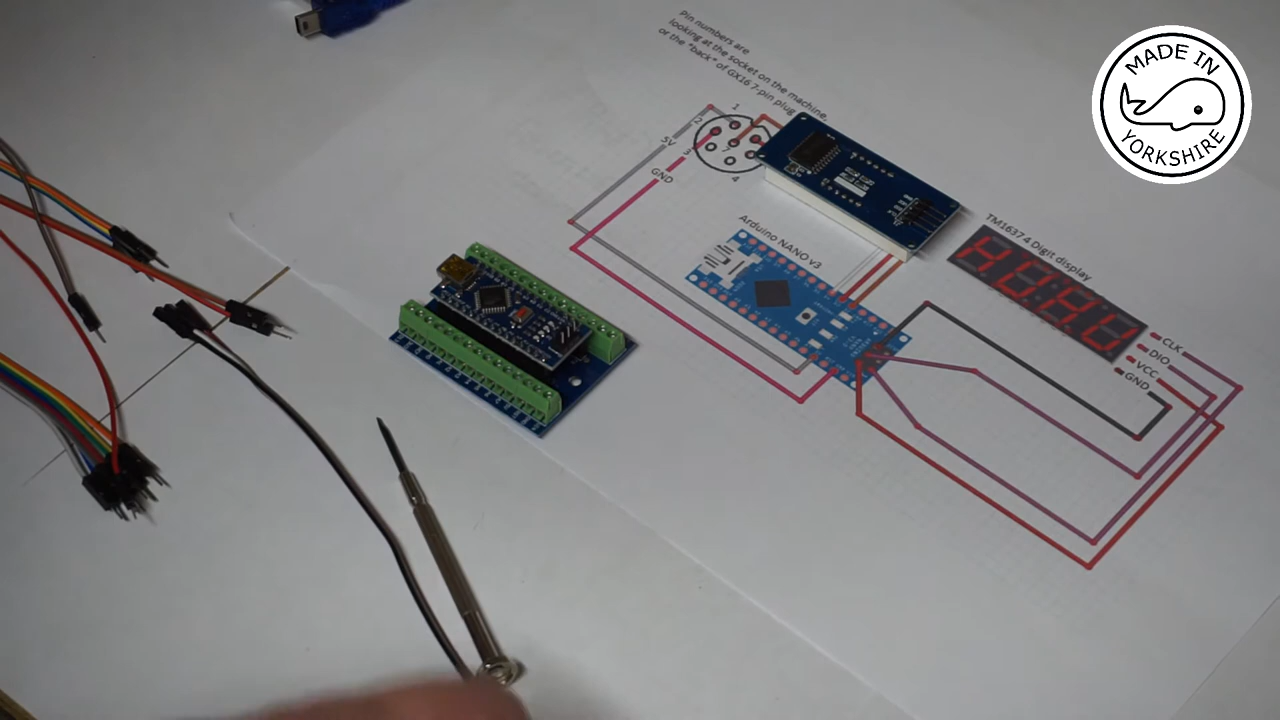 Pin numbers are
looking at the socket on the machine,
or the "back" of GX16 7-pin plug
1
2
3
7
4
5V
GND
Arduino NANO v3
TM1637 4 Digit display
CLK
DIO
VCC
GND
MADE IN
YORKSHIRE